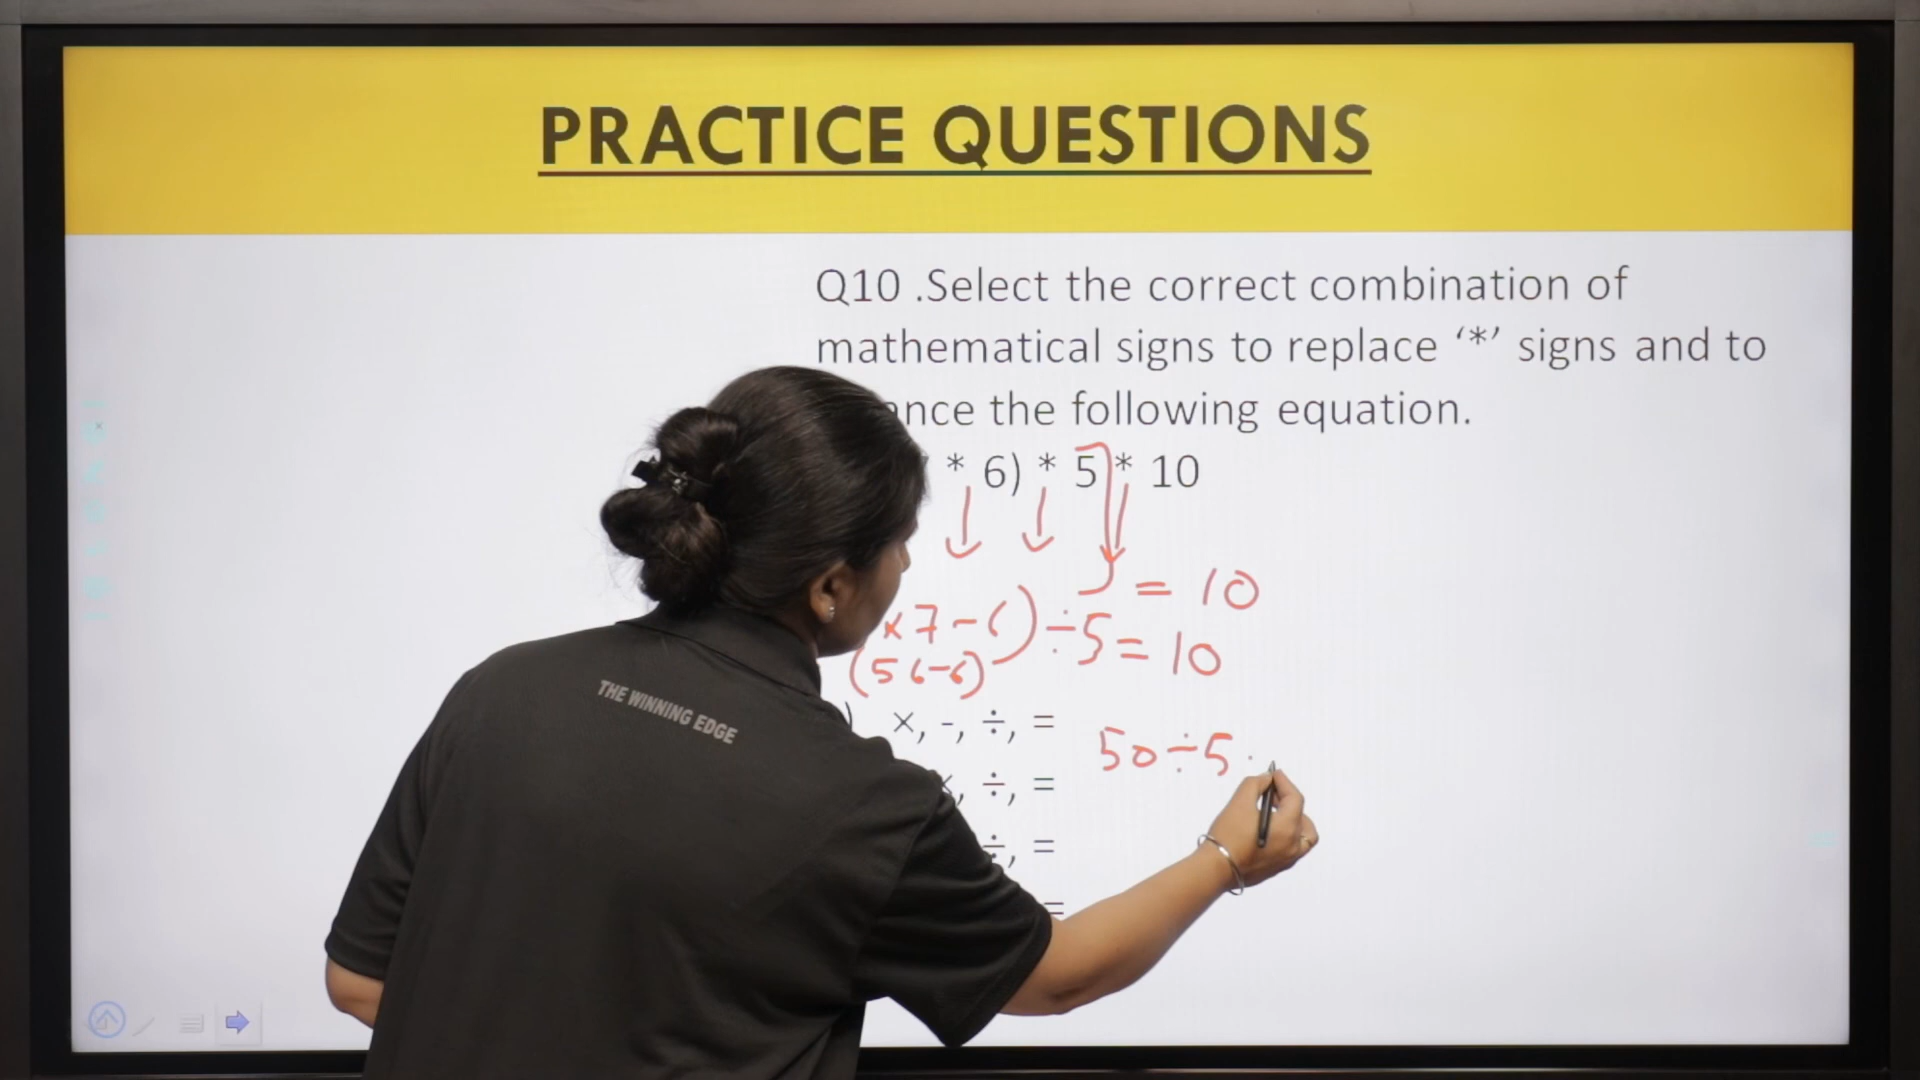 PRACTICE QUESTIONS
Q10 .Select the correct combination of
mathematical signs to replace ‘*’ signs and to
ance the following equation.
* 6) * 5 * 10
= 10
×7-6) ÷5 = 10
(56-6)
×, -, ÷, =
50÷5
, ÷, =
÷, =
=
THE WINNING EDGE